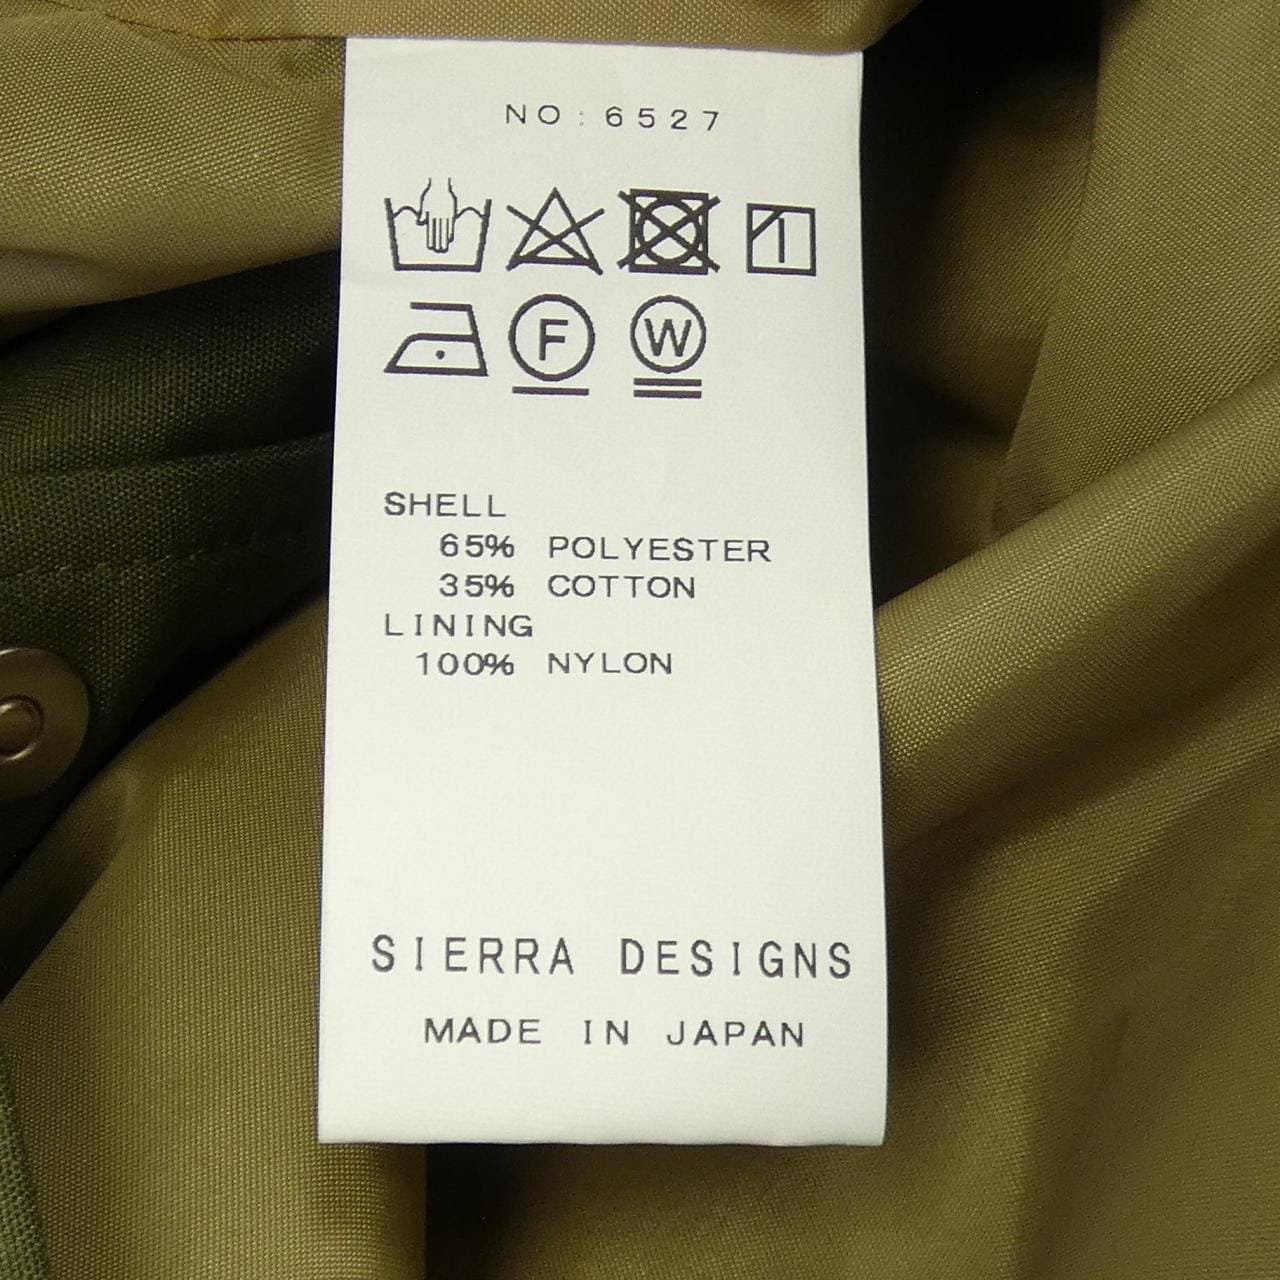 NO:6527
F W
SHELL
65% POLYESTER
35% COTTON
LINING
100% NYLON
SIERRA DESIGNS
MADE IN JAPAN